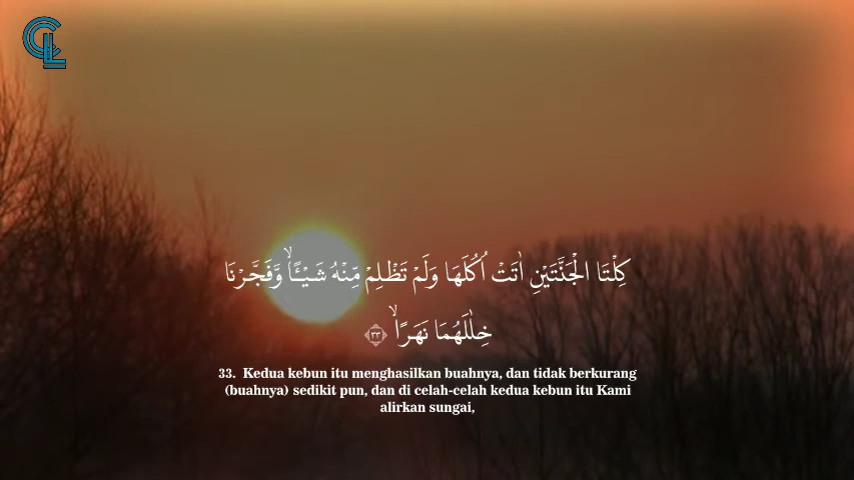 كِلْتَا الْجَنَّتَيْنِ اٰتَتْ اُكُلَهَا وَلَمْ تَظْلِمْ مِّنْهُ شَيْـًٔاۙ وَّفَجَّرْنَا
خِلٰلَهُمَا نَهَرًاۙ ٣٣
33. Kedua kebun itu menghasilkan buahnya, dan tidak berkurang
(buahnya) sedikit pun, dan di celah-celah kedua kebun itu Kami
alirkan sungai,